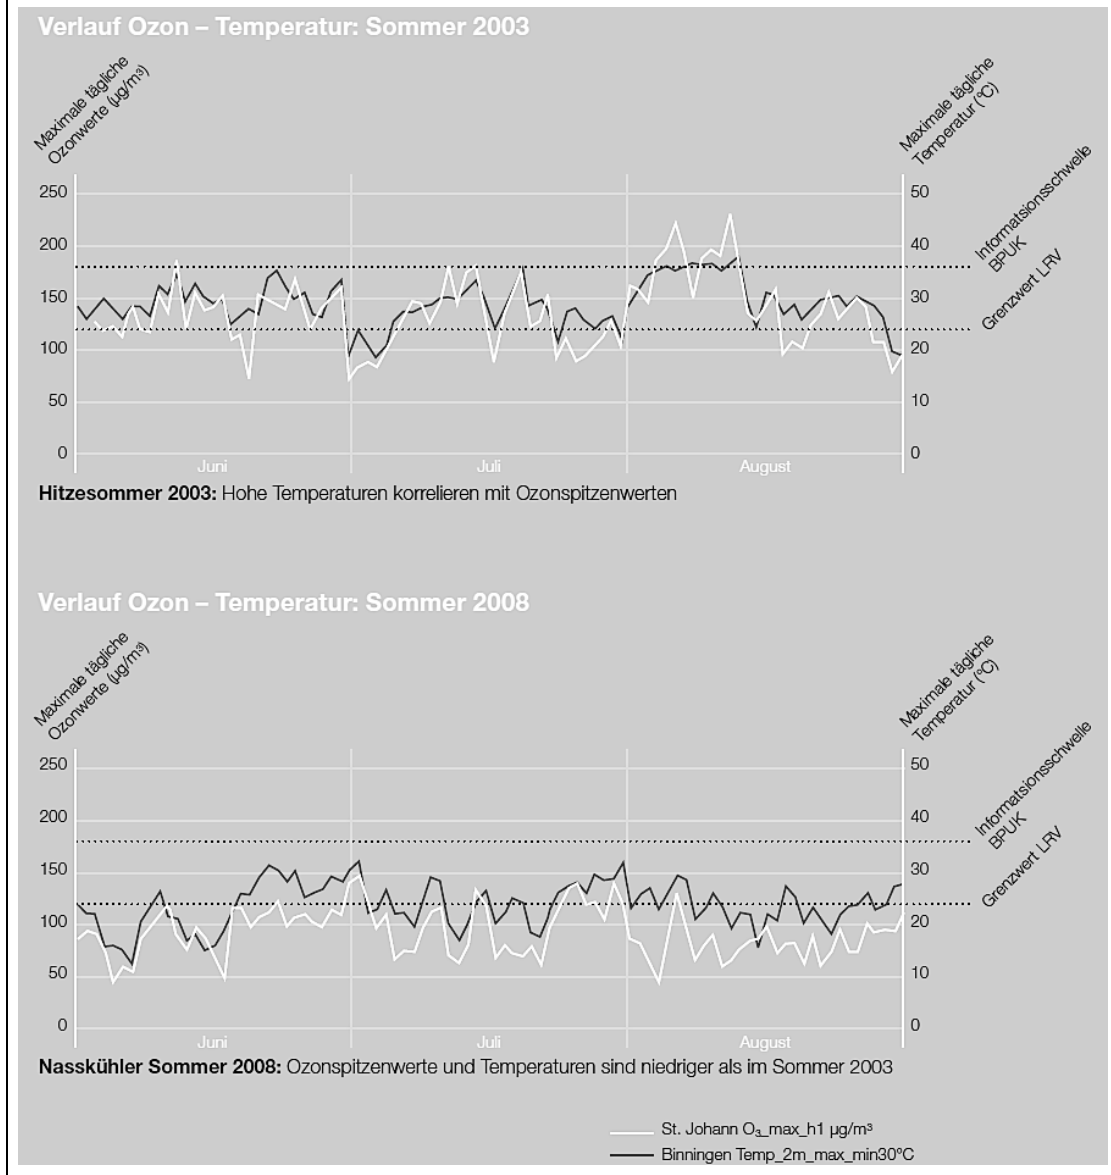 Verlauf Ozon – Temperatur: Sommer 2003
Maximale tägliche
Ozonwerte (µg/m³)
Maximale tägliche
Temperatur (°C)
Informatsionsschwelle
BPUK
Grenzwert LRV
250
200
150
100
50
0
50
40
30
20
10
0
Juni
Juli
August
Hitzesommer 2003: Hohe Temperaturen korrelieren mit Ozonspitzenwerten
Verlauf Ozon – Temperatur: Sommer 2008
Maximale tägliche
Ozonwerte (µg/m³)
Maximale tägliche
Temperatur (°C)
Informatsionsschwelle
BPUK
Grenzwert LRV
250
200
150
100
50
0
50
40
30
20
10
0
Juni
Juli
August
Nasskühler Sommer 2008: Ozonspitzenwerte und Temperaturen sind niedriger als im Sommer 2003
St. Johann O₃_max_h1 µg/m³
Binningen Temp_2m_max_min30°C